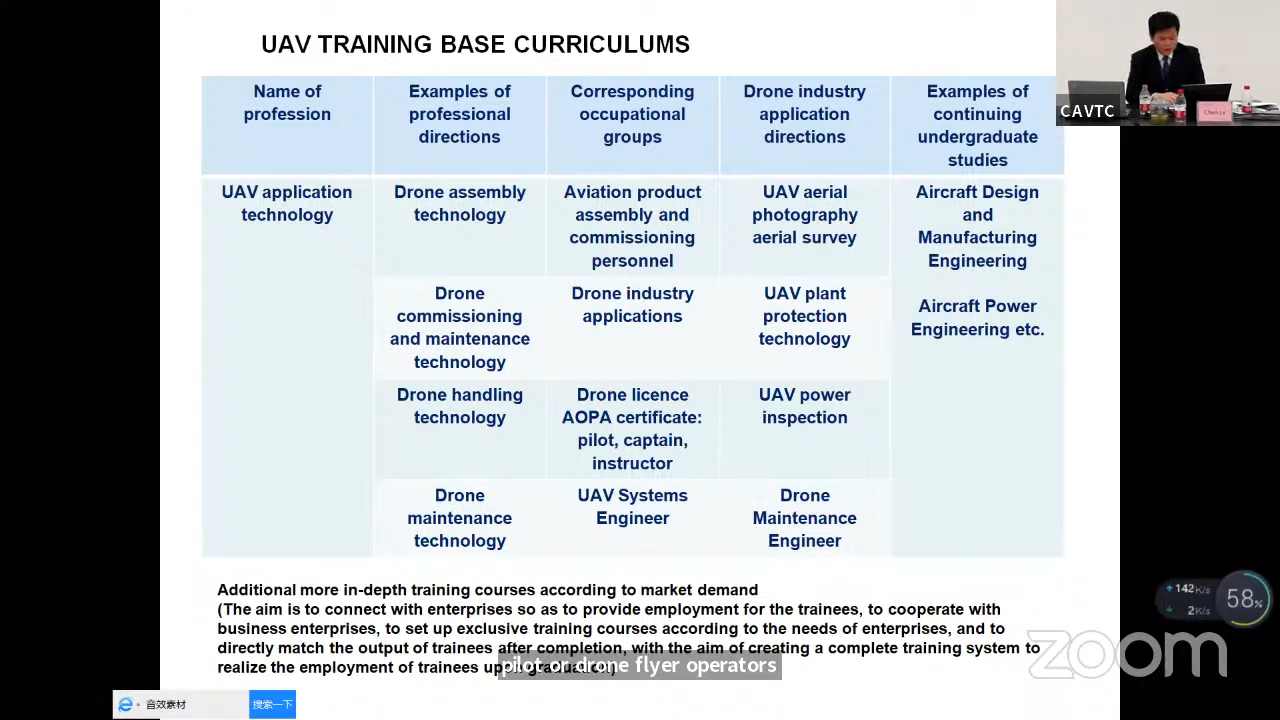 UAV TRAINING BASE CURRICULUMS
Name of
profession
Examples of
professional
directions
Corresponding
occupational
groups
Drone industry
application
directions
Examples of
continuing
undergraduate
studies
UAV application
technology
Drone assembly
technology
Aviation product
assembly and
commissioning
personnel
UAV aerial
photography
aerial survey
Aircraft Design
and
Manufacturing
Engineering
Aircraft Power
Engineering etc.
Drone
commissioning
and maintenance
technology
Drone industry
applications
UAV plant
protection
technology
Drone handling
technology
Drone licence
AOPA certificate:
pilot, captain,
instructor
UAV power
inspection
Drone
maintenance
technology
UAV Systems
Engineer
Drone
Maintenance
Engineer
Additional more in-depth training courses according to market demand
(The aim is to connect with enterprises so as to provide employment for the trainees, to cooperate with
business enterprises, to set up exclusive training courses according to the needs of enterprises, and to
directly match the output of trainees after completion, with the aim of creating a complete training system to
realize the employment of trainees
pilot or drone flyer operators
CAVTC
Chen Le
142K/s
2K/s
58%
zoom
音效素材
搜索一下